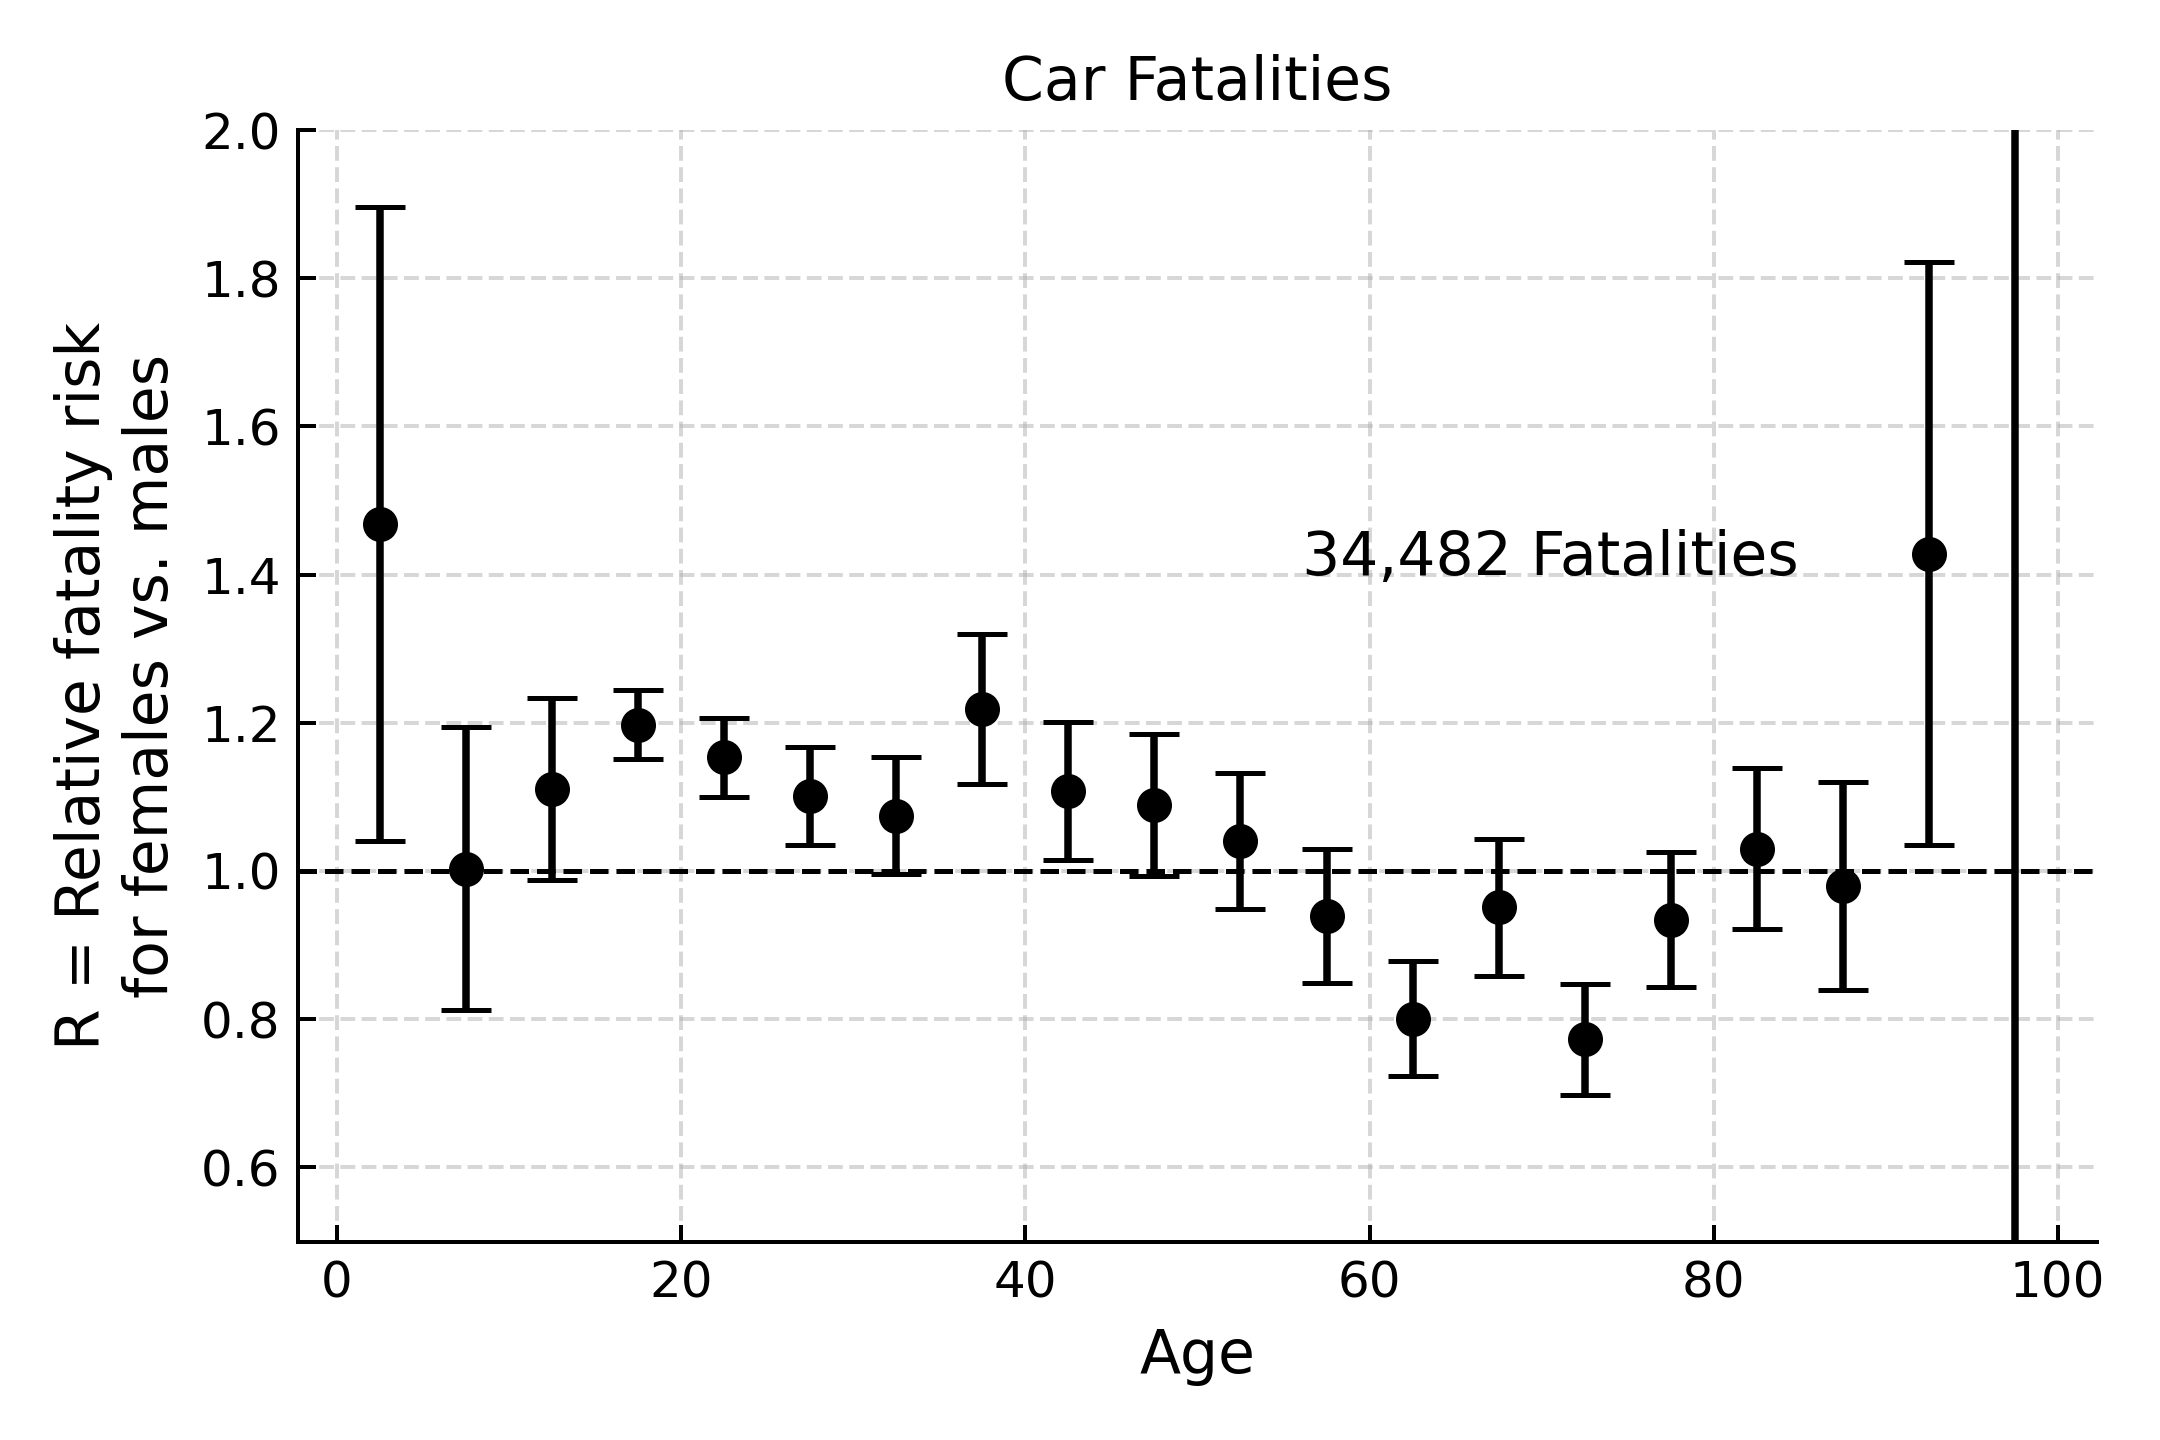 Car Fatalities
R = Relative fatality risk
for females vs. males
2.0
1.8
1.6
1.4
1.2
1.0
0.8
0.6
34,482 Fatalities
0
20
40
60
80
100
Age